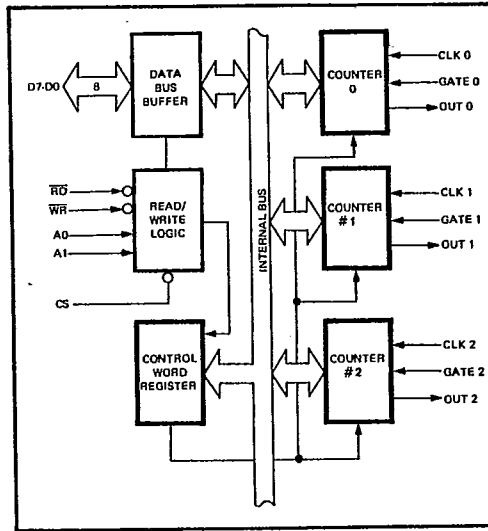 D7-D0
8
DATA
BUS
BUFFER
RD
WR
A0
A1
READ/
WRITE
LOGIC
CS
CONTROL
WORD
REGISTER
INTERNAL BUS
COUNTER
0
CLK 0
GATE 0
OUT 0
COUNTER
#1
CLK 1
GATE 1
OUT 1
COUNTER
#2
CLK 2
GATE 2
OUT 2